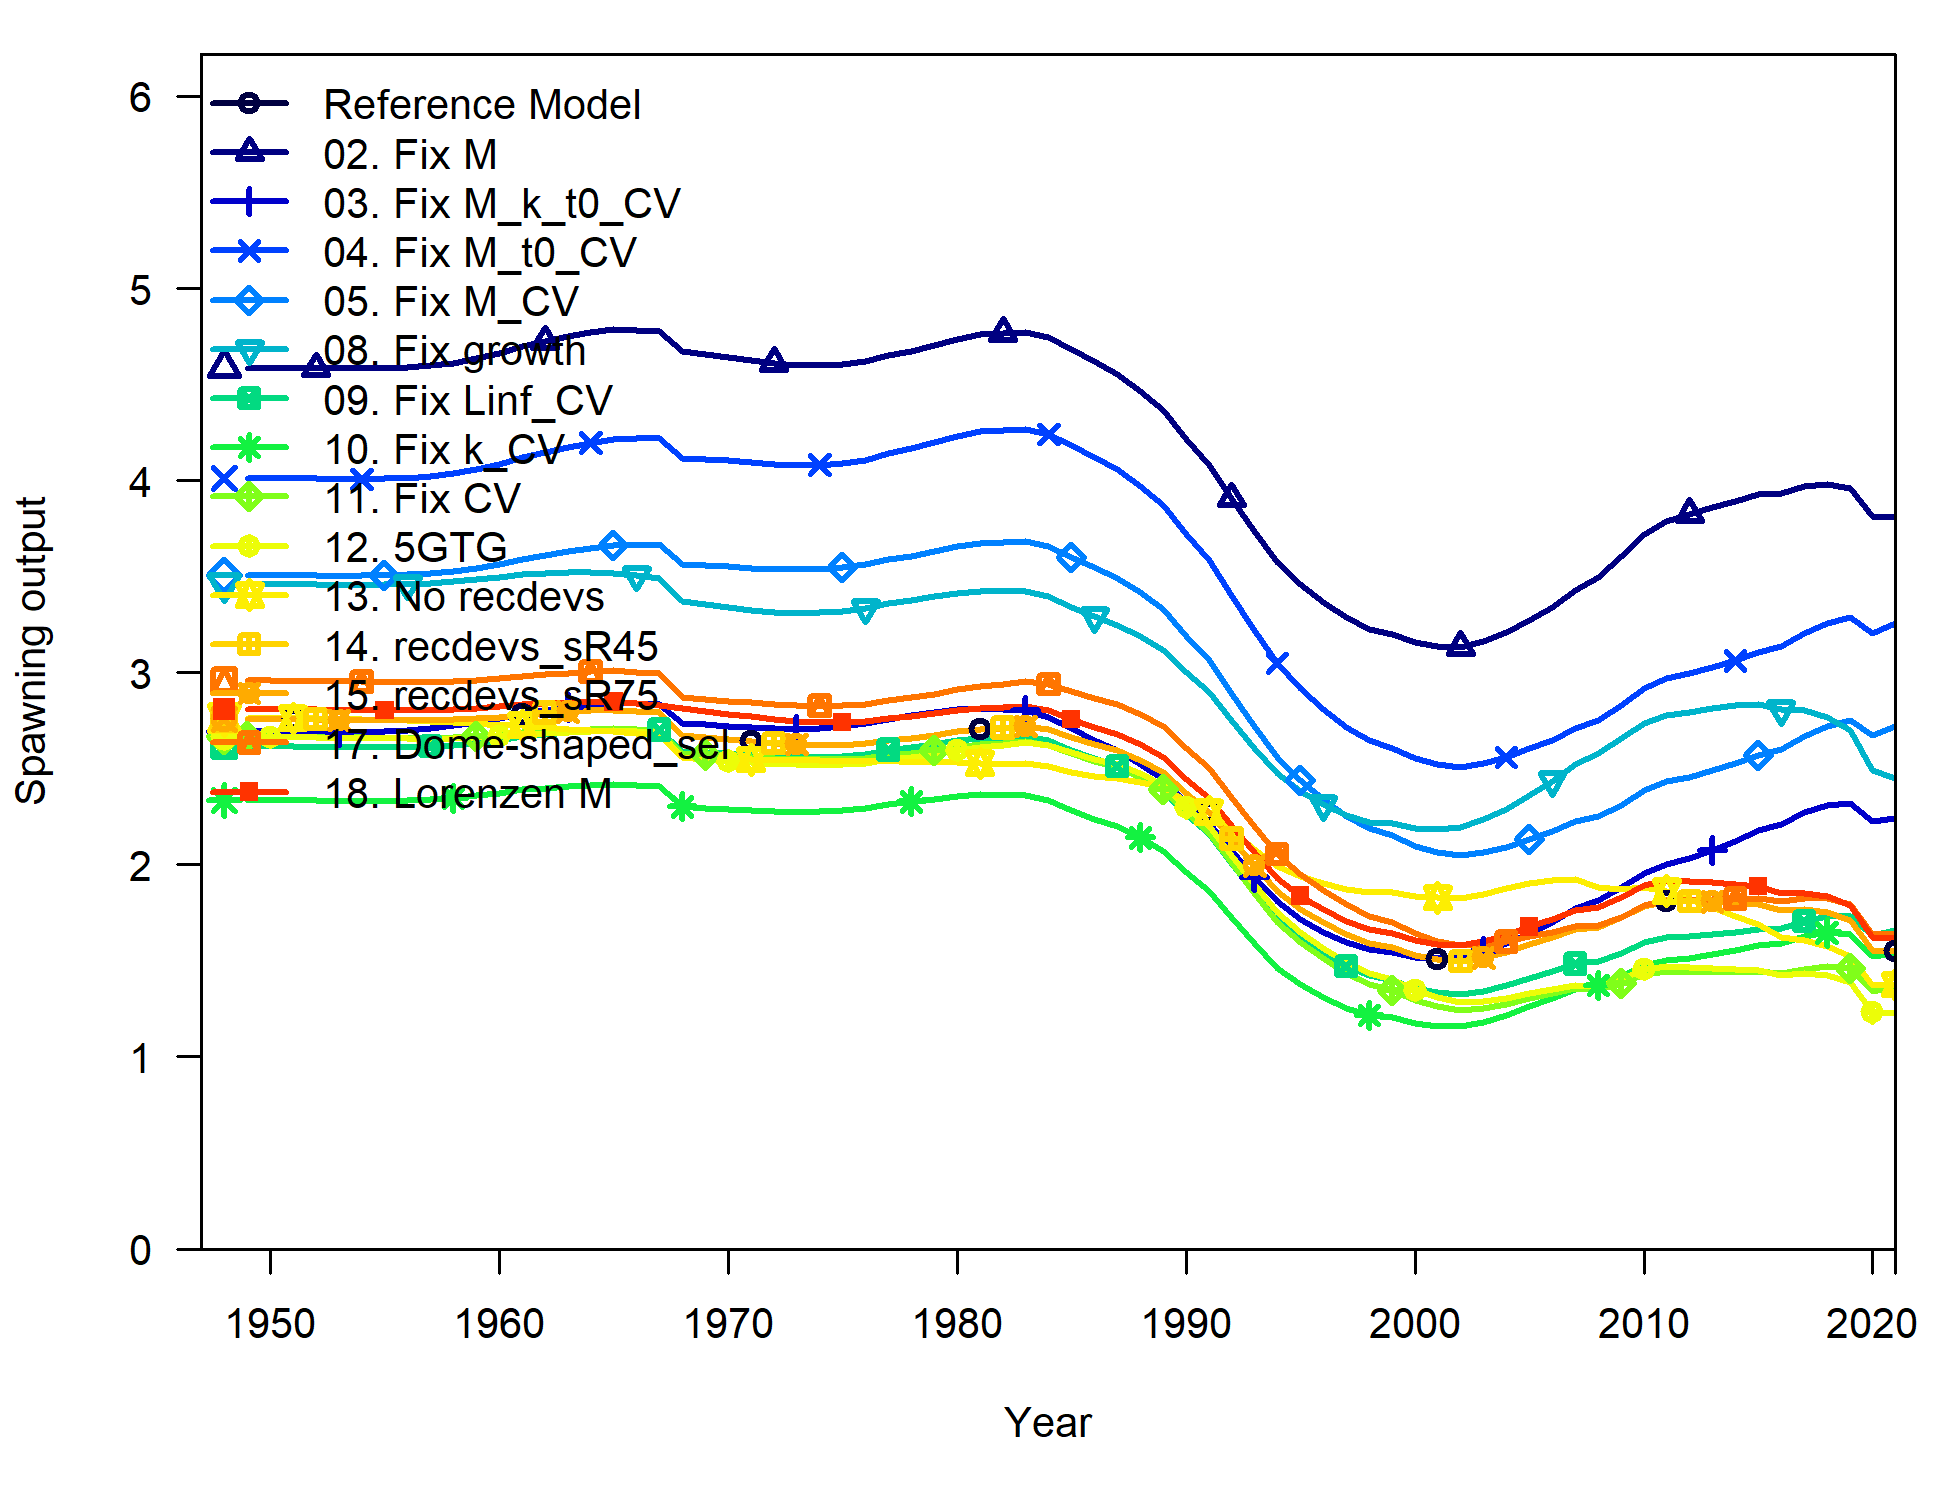 6
5
4
3
2
1
0
Spawning output
Reference Model
02. Fix M
03. Fix M_k_t0_CV
04. Fix M_t0_CV
05. Fix M_CV
08. Fix growth
09. Fix Linf_CV
10. Fix k_CV
11. Fix CV
12. 5GTG
13. No recdevs
14. recdevs_sR45
15. recdevs_sR75
17. Dome-shaped_sel
18. Lorenzen M
1950 1960 1970 1980 1990 2000 2010 2020
Year